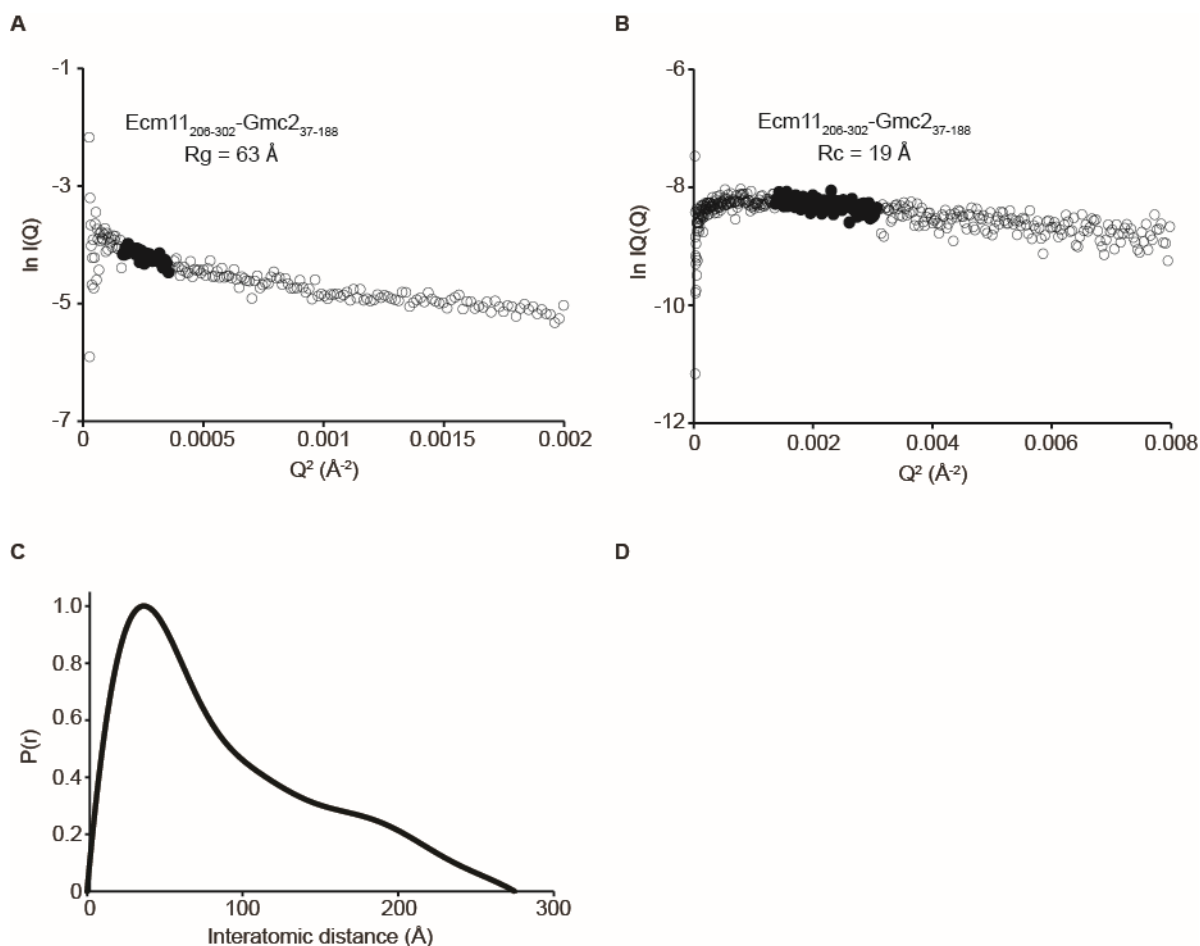 A
-1
-3
-5
-7
ln I(Q)
Ecm11206-302-Gmc237-188
Rg = 63 Å
0 0.0005 0.001 0.0015 0.002
Q² (Å-²)
B
-6
-8
-10
-12
ln IQ(Q)
Ecm11206-302-Gmc237-188
Rc = 19 Å
0 0.002 0.004 0.006 0.008
Q² (Å-²)
C
1.0
0.8
0.6
0.4
0.2
0
P(r)
0 100 200 300
Interatomic distance (Å)
D